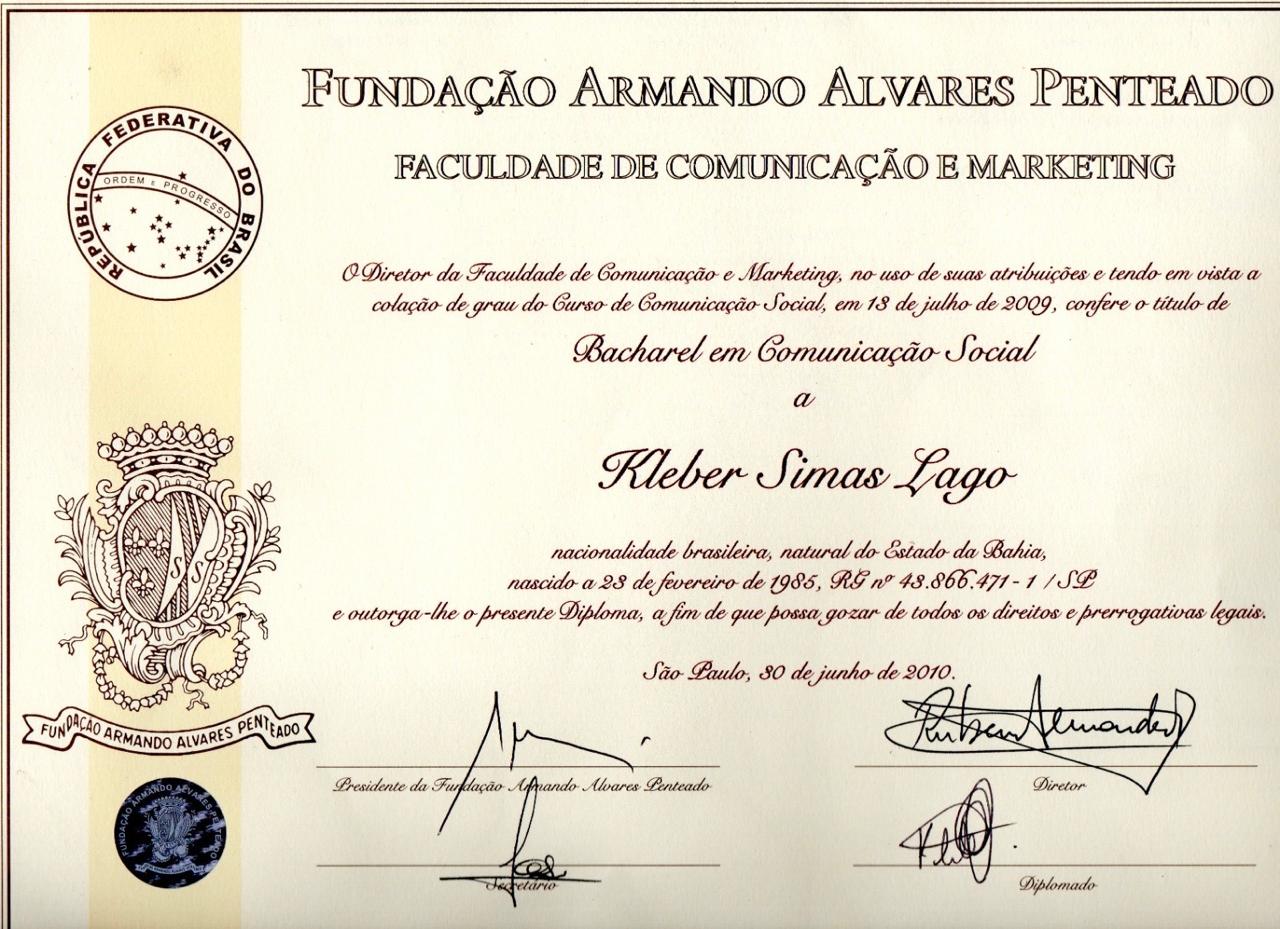 FUNDAÇÃO ARMANDO ALVARES PENTEADO
FACULDADE DE COMUNICAÇÃO E MARKETING
REPÚBLICA FEDERATIVA DO BRASIL
ORDEM E PROGRESSO
O Diretor da Faculdade de Comunicação e Marketing, no uso de suas atribuições e tendo em vista a
colação de grau do Curso de Comunicação Social, em 13 de julho de 2009, confere o título de
Bacharel em Comunicação Social
a
Kleber Simas Lago
nacionalidade brasileira, natural do Estado da Bahia,
nascido a 23 de fevereiro de 1985, RG nº 43.866.471 - 1 / SP
e outorga-lhe o presente Diploma, a fim de que possa gozar de todos os direitos e prerrogativas legais.
São Paulo, 30 de junho de 2010.
S S
FUNDAÇÃO ARMANDO ALVARES PENTEADO
Presidente da Fundação Armando Alvares Penteado
Diretor
FUNDAÇÃO ARMANDO ALVARES PENTEADO
Secretário
Diplomado